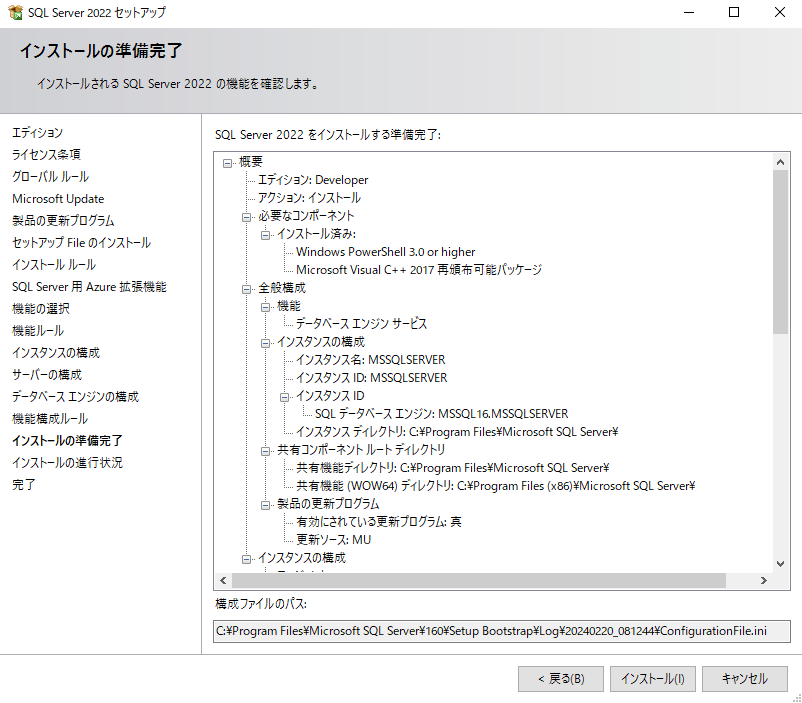 SQL Server 2022 セットアップ
インストールの準備完了
インストールされる SQL Server 2022 の機能を確認します。
エディション
ライセンス条項
グローバル ルール
Microsoft Update
製品の更新プログラム
セットアップ File のインストール
インストール ルール
SQL Server 用 Azure 拡張機能
機能の選択
機能ルール
インスタンスの構成
サーバーの構成
データベース エンジンの構成
機能構成ルール
インストールの準備完了
インストールの進行状況
完了
SQL Server 2022 をインストールする準備完了:
概要
エディション: Developer
アクション: インストール
必要なコンポーネント
インストール済み:
Windows PowerShell 3.0 or higher
Microsoft Visual C++ 2017 再頒布可能パッケージ
全般構成
機能
データベース エンジン サービス
インスタンスの構成
インスタンス名: MSSQLSERVER
インスタンス ID: MSSQLSERVER
インスタンス ID
SQL データベース エンジン: MSSQL16.MSSQLSERVER
インスタンス ディレクトリ: C:¥Program Files¥Microsoft SQL Server¥
共有コンポーネント ルート ディレクトリ
共有機能ディレクトリ: C:¥Program Files¥Microsoft SQL Server¥
共有機能 (WOW64) ディレクトリ: C:¥Program Files (x86)¥Microsoft SQL Server¥
製品の更新プログラム
有効にされている更新プログラム: 真
更新ソース: MU
インスタンスの構成
構成ファイルのパス:
C:¥Program Files¥Microsoft SQL Server¥160¥Setup Bootstrap¥Log¥20240220_081244¥ConfigurationFile.ini
< 戻る(B)
インストール(I)
キャンセル